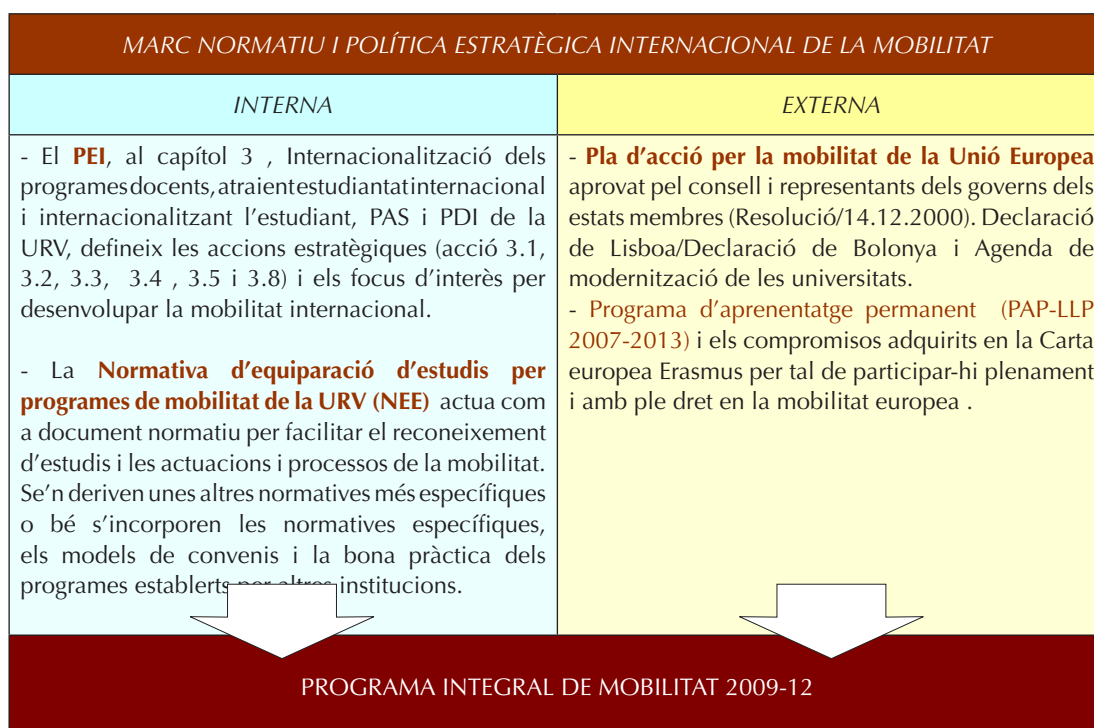 MARC NORMATIU I POLÍTICA ESTRATÈGICA INTERNACIONAL DE LA MOBILITAT
INTERNA
- El PEI, al capítol 3 , Internacionalització dels
programes docents, atraient estudiantat internacional
i internacionalitzant l'estudiant, PAS i PDI de la
URV, defineix les accions estratègiques (acció 3.1,
3.2, 3.3, 3.4 , 3.5 i 3.8) i els focus d'interès per
desenvolupar la mobilitat internacional.
- La Normativa d'equiparació d'estudis per
programes de mobilitat de la URV (NEE) actua com
a document normatiu per facilitar el reconeixement
d'estudis i les actuacions i processos de la mobilitat.
Se'n deriven unes altres normatives més específiques
o bé s'incorporen les normatives específiques,
els models de convenis i la bona pràctica dels
programes establerts per altres institucions.
EXTERNA
- Pla d'acció per la mobilitat de la Unió Europea
aprovat pel consell i representants dels governs dels
estats membres (Resolució/14.12.2000). Declaració
de Lisboa/Declaració de Bolonya i Agenda de
modernització de les universitats.
- Programa d'aprenentatge permanent (PAP-LLP
2007-2013) i els compromisos adquirits en la Carta
europea Erasmus per tal de participar-hi plenament
i amb ple dret en la mobilitat europea .
PROGRAMA INTEGRAL DE MOBILITAT 2009-12